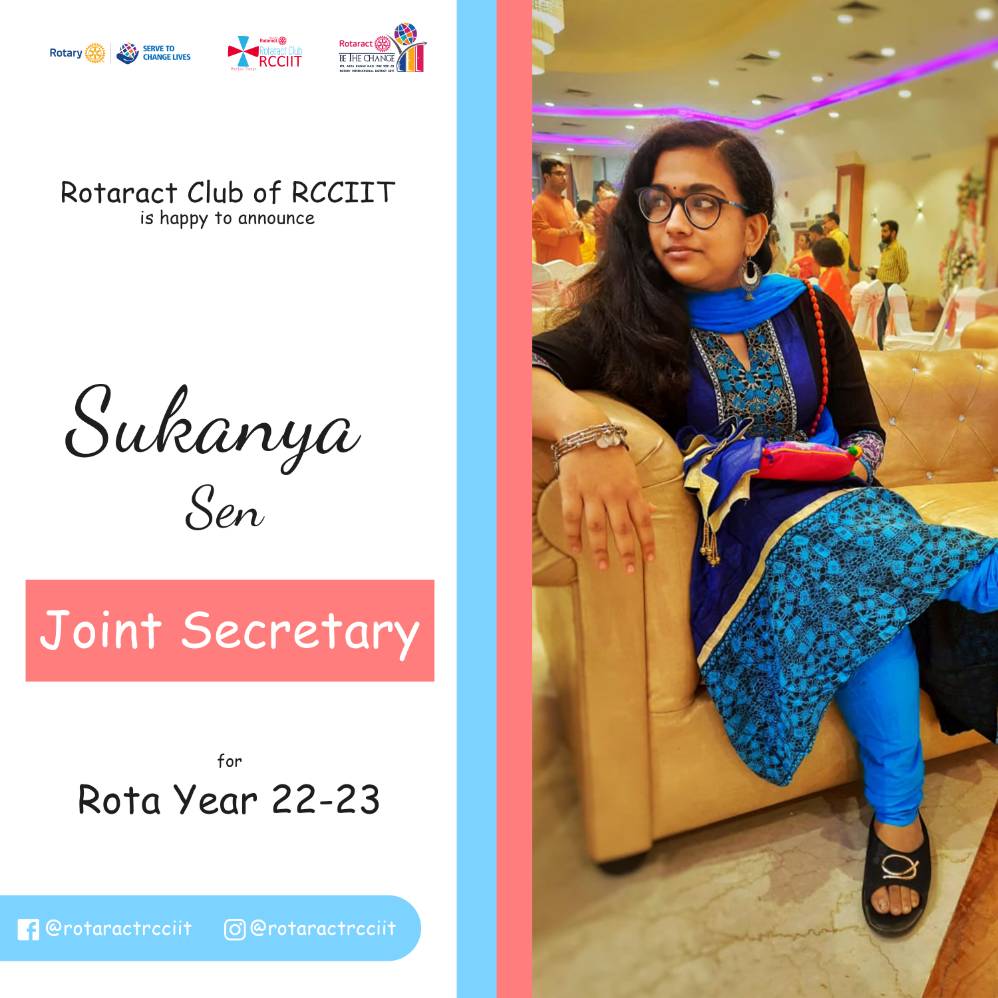 Rotary
SERVE TO
CHANGE LIVES
Rotaract
Rotaract Club
RCCIIT
Rotaract
BE THE CHANGE
Rotaract Club of RCCIIT
is happy to announce
Sukanya
Sen
Joint Secretary
for
Rota Year 22-23
@rotaractrcciit
@rotaractrcciit